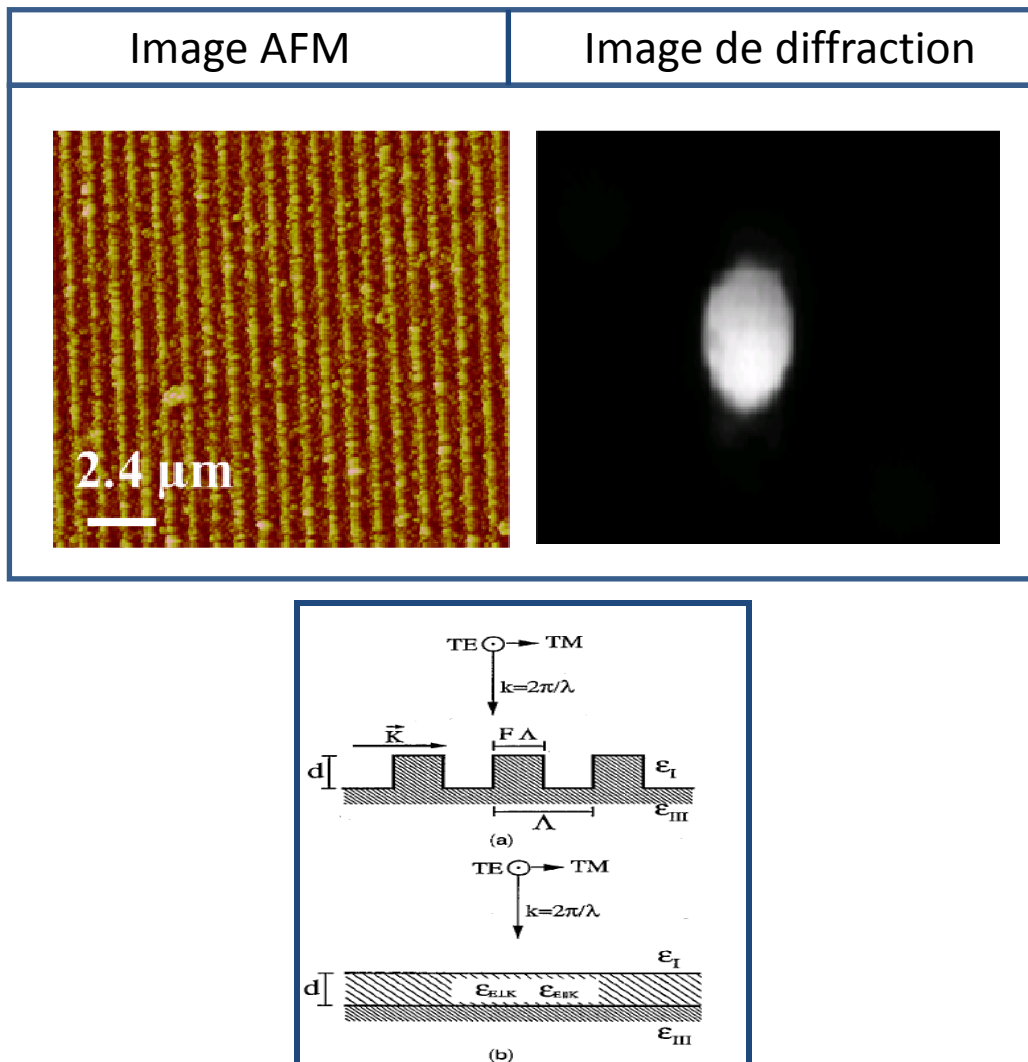 Image AFM
Image de diffraction
2.4 μm
TE ⊙ → TM
k=2π/λ
K
F Λ
d
ε_I
Λ
ε_III
(a)
TE ⊙ → TM
k=2π/λ
ε_I
d
ε_E⊥K ε_E∥K
ε_III
(b)